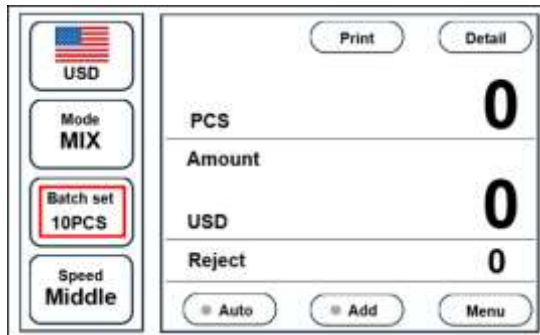 USD
Mode
MIX
Batch set
10PCS
Speed
Middle
Print Detail
PCS 0
Amount
USD 0
Reject 0
Auto Add Menu